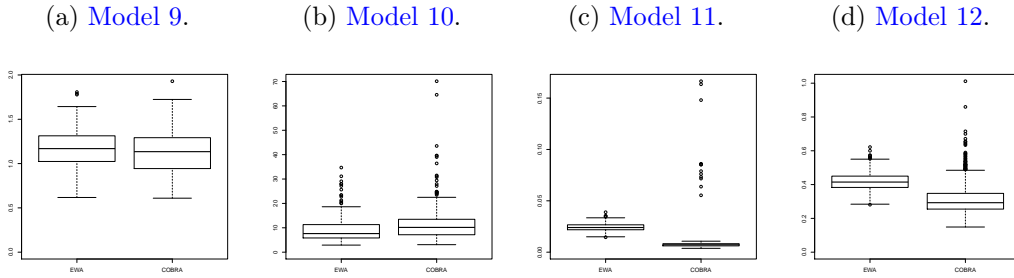 (a) Model 9.
(b) Model 10.
(c) Model 11.
(d) Model 12.
2.0
1.5
1.0
0.5
0.0
EWA COBRA
70
60
50
40
30
20
10
0
EWA COBRA
0.15
0.10
0.05
0.00
EWA COBRA
1.0
0.8
0.6
0.4
0.2
0.0
EWA COBRA